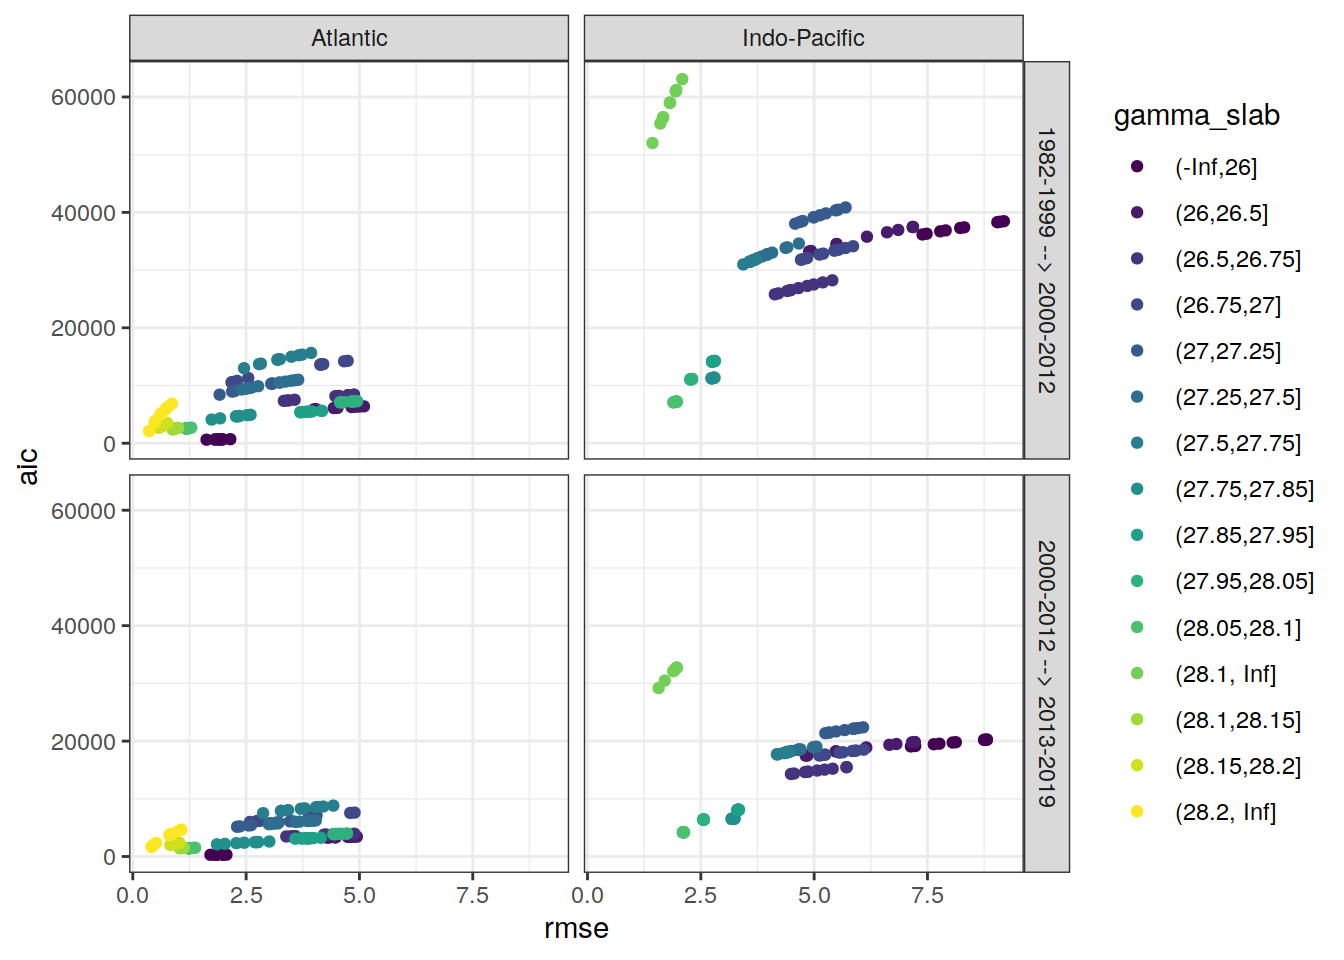 Atlantic
Indo-Pacific
60000
40000
20000
0
1982-1999 --> 2000-2012
60000
40000
20000
0
2000-2012 --> 2013-2019
0.0
2.5
5.0
7.5
0.0
2.5
5.0
7.5
rmse
aic
gamma_slab
(-Inf,26]
(26,26.5]
(26.5,26.75]
(26.75,27]
(27,27.25]
(27.25,27.5]
(27.5,27.75]
(27.75,27.85]
(27.85,27.95]
(27.95,28.05]
(28.05,28.1]
(28.1, Inf]
(28.1,28.15]
(28.15,28.2]
(28.2, Inf]